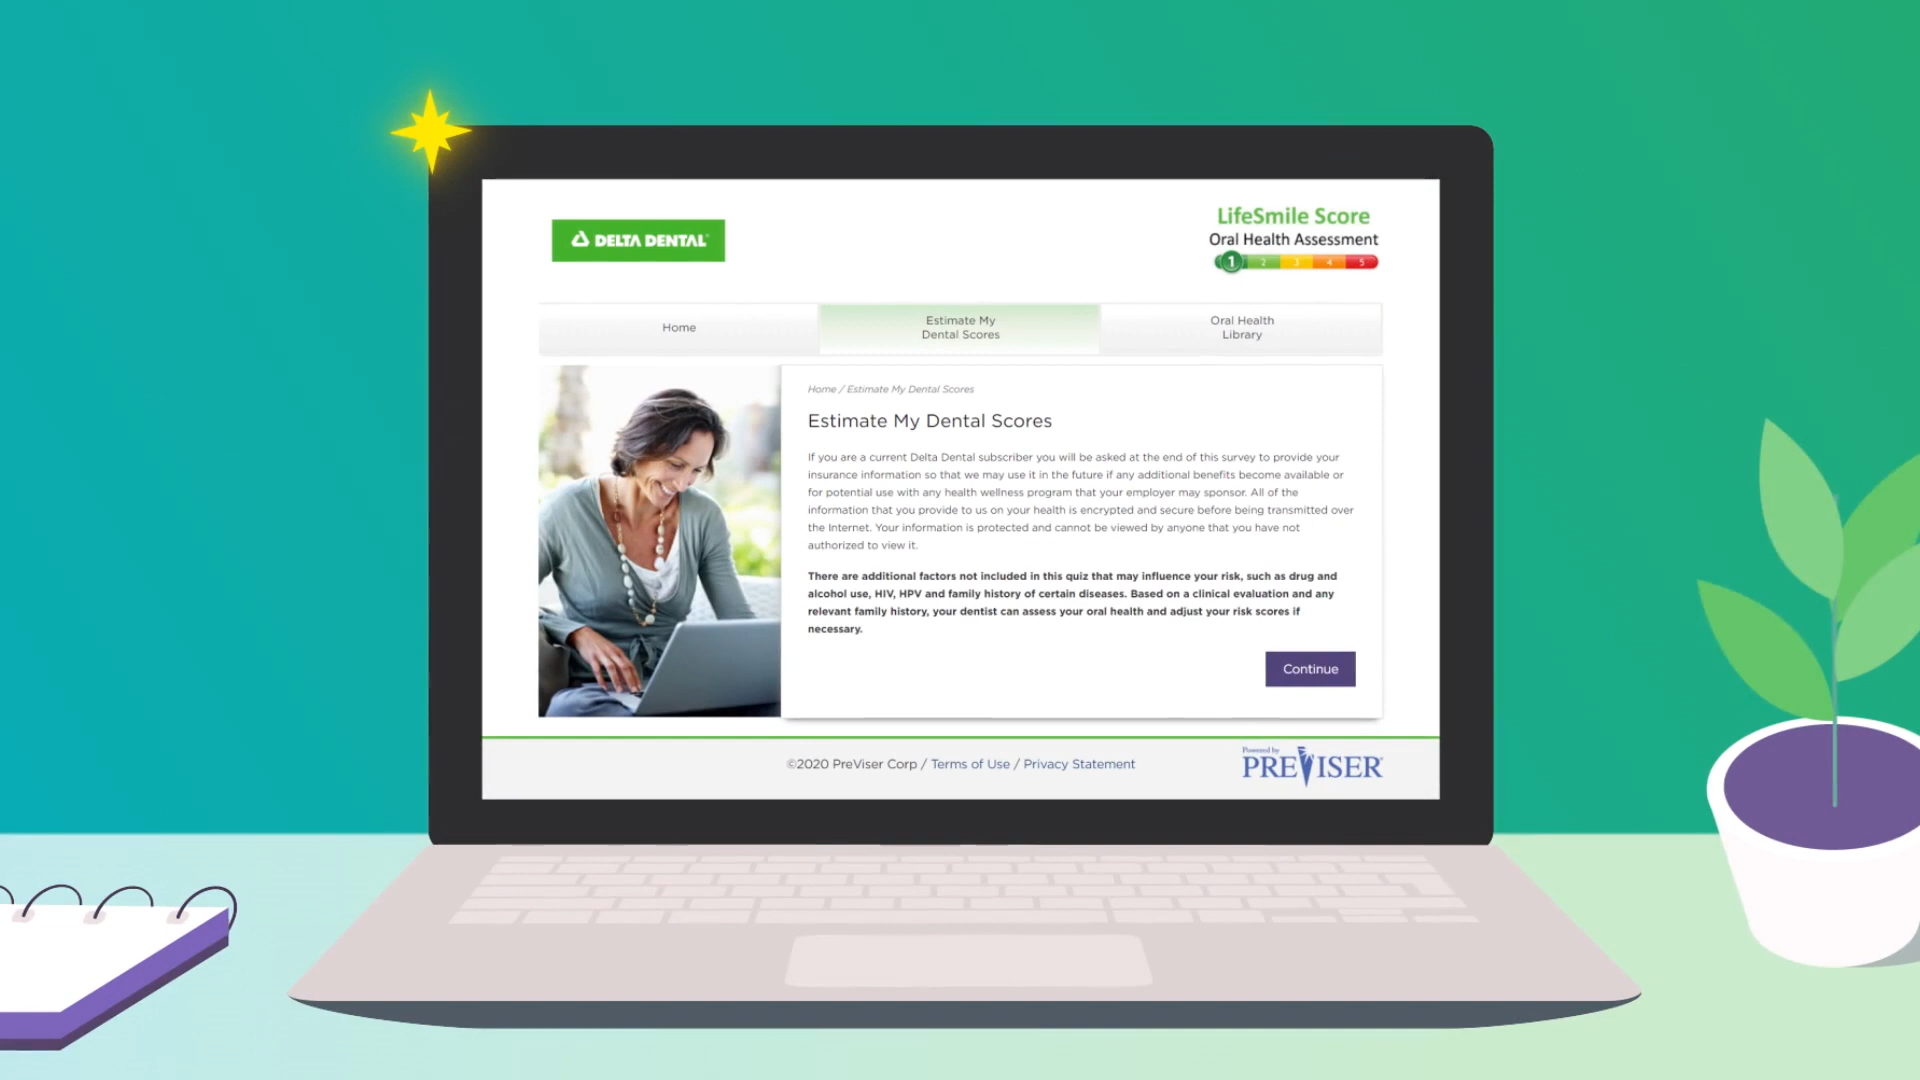 DELTA DENTAL
LifeSmile Score
Oral Health Assessment
1 2 3 4 5
Home
Estimate My
Dental Scores
Oral Health
Library
Home / Estimate My Dental Scores
Estimate My Dental Scores
If you are a current Delta Dental subscriber you will be asked at the end of this survey to provide your
insurance information so that we may use it in the future if any additional benefits become available or
for potential use with any health wellness program that your employer may sponsor. All of the
information that you provide to us on your health is encrypted and secure before being transmitted over
the Internet. Your information is protected and cannot be viewed by anyone that you have not
authorized to view it.
There are additional factors not included in this quiz that may influence your risk, such as drug and
alcohol use, HIV, HPV and family history of certain diseases. Based on a clinical evaluation and any
relevant family history, your dentist can assess your oral health and adjust your risk scores if
necessary.
Continue
©2020 PreViser Corp / Terms of Use / Privacy Statement
Powered by
PREVISER